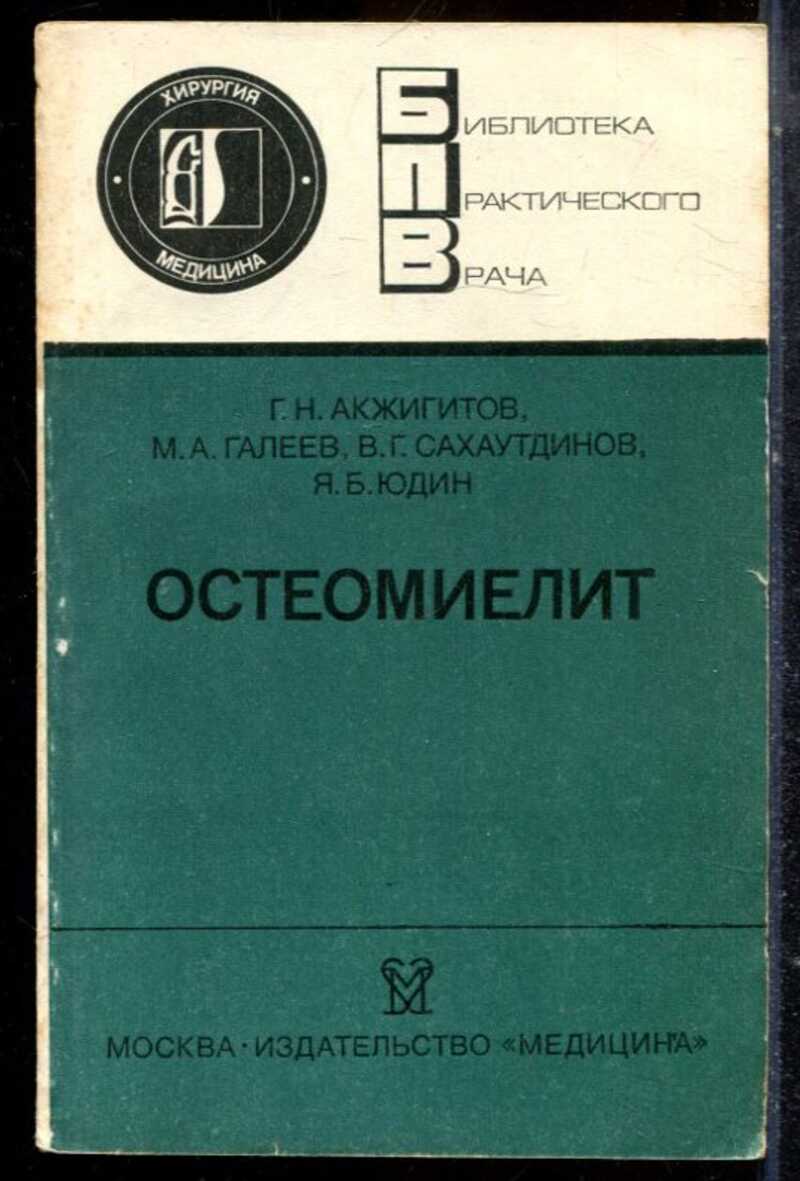 ХИРУРГИЯ
МЕДИЦИНА
БИБЛИОТЕКА
ПРАКТИЧЕСКОГО
ВРАЧА
Г.Н. АКЖИГИТОВ,
М.А. ГАЛЕЕВ, В.Г. САХАУТДИНОВ,
Я.Б. ЮДИН
ОСТЕОМИЕЛИТ
М
МОСКВА · ИЗДАТЕЛЬСТВО «МЕДИЦИНА»